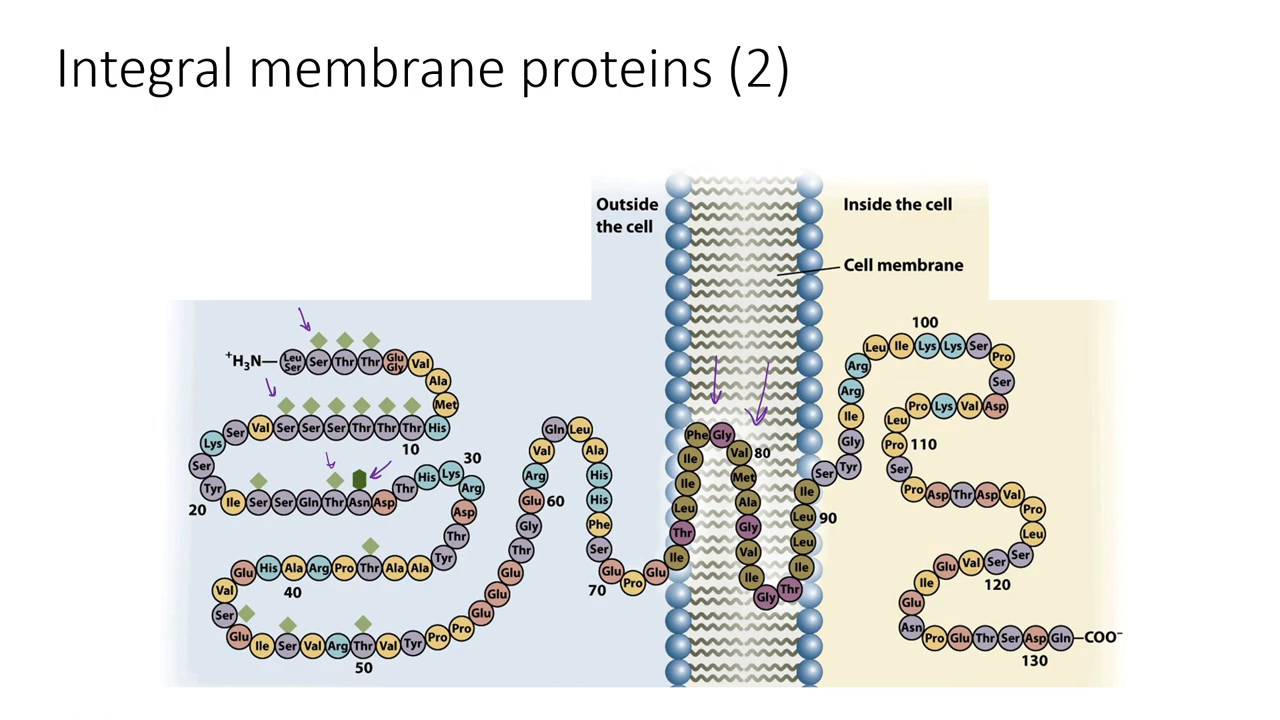 Integral membrane proteins (2)
Outside
the cell
Inside the cell
Cell membrane
⁺H₃N— Leu Ser Ser Thr Thr Glu Gly Val
Ala
Met
Ser Val Ser Ser Ser Thr Thr Thr His
10
Lys
Ser
Tyr
20
Ile Ser Ser Gln Thr Asn Asp Thr His Lys Arg
30
Asp
Thr
Tyr
Glu His Ala Arg Pro Thr Ala Ala
40
Val
Ser
Glu
Ile Ser Val Arg Thr Val Tyr Pro Pro
50
Glu
Glu
Glu
Thr
Gly
Glu 60
Arg
Val
Gln Leu
Ala
His
His
Phe
Ser
Glu
70
Pro
Glu
Ile
Thr
Leu
Ile
Ile
Phe Gly
Val 80
Met
Ala
Gly
Val
Ile
Gly Thr
Ile
Leu
Leu 90
Ile
Ser Tyr
Gly
Ile
Arg
Arg
100
Leu Ile Lys Lys Ser
Pro
Ser
Pro Lys Val Asp
Leu
Pro 110
Ser
Pro Asp Thr Asp Val
Pro
Leu
Glu Val Ser Ser
120
Ile
Glu
Asn
Pro Glu Thr Ser Asp Gln —COO⁻
130